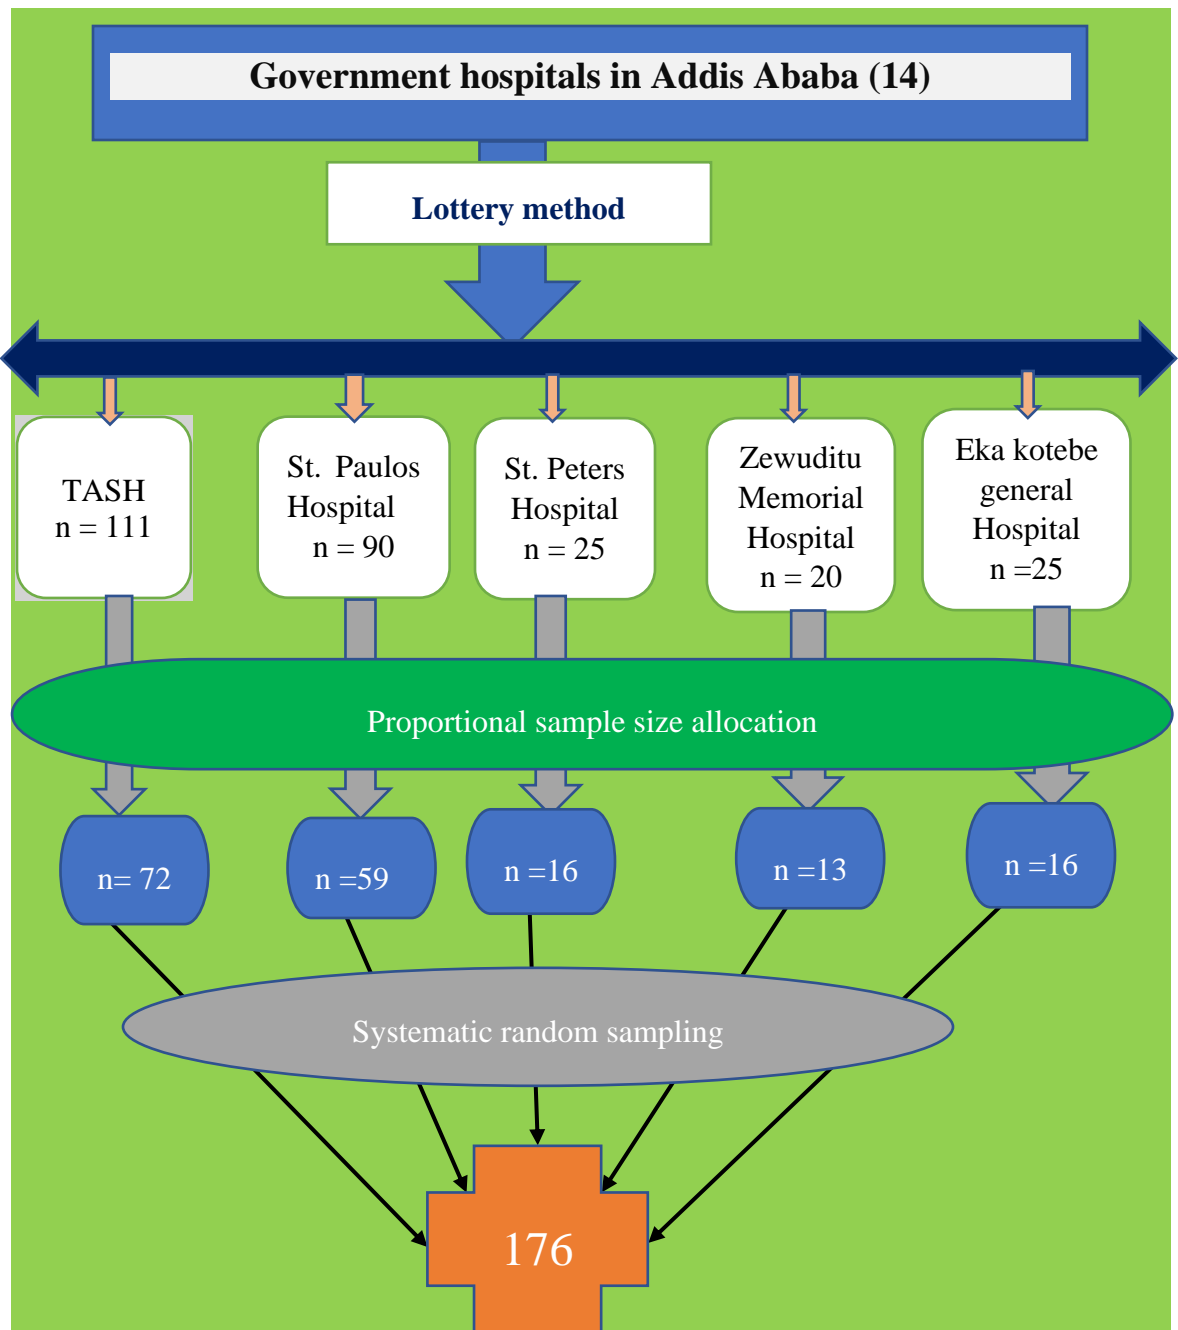 Government hospitals in Addis Ababa (14)
Lottery method
TASH
n = 111
St. Paulos
Hospital
n = 90
St. Peters
Hospital
n = 25
Zewuditu
Memorial
Hospital
n = 20
Eka kotebe
general
Hospital
n =25
Proportional sample size allocation
n= 72
n =59
n =16
n =13
n =16
Systematic random sampling
176